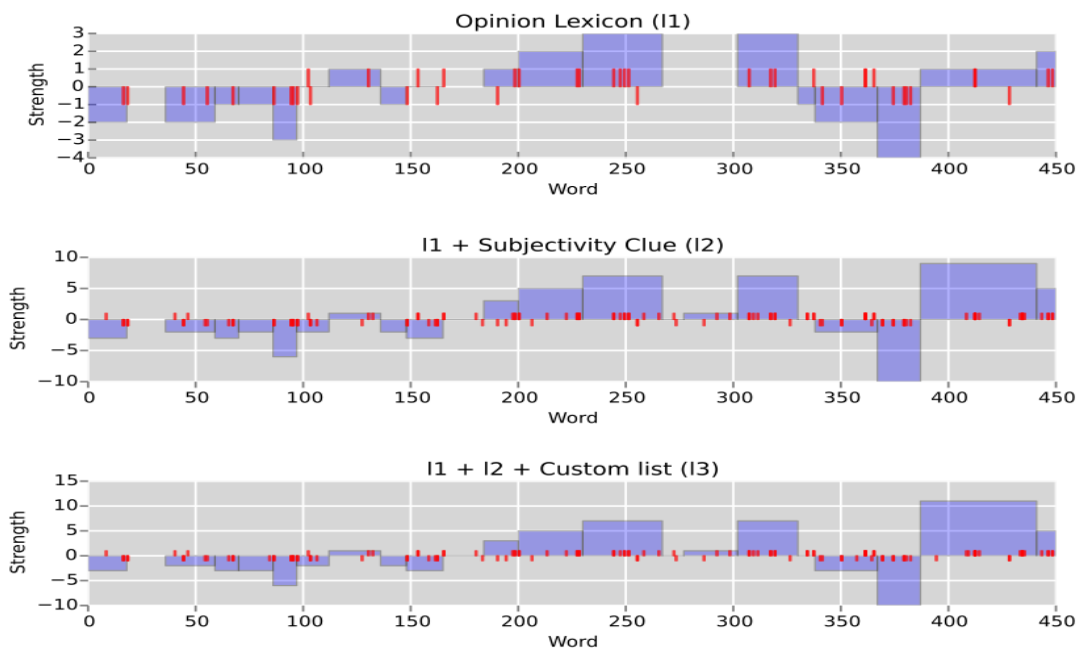 Opinion Lexicon (l1)
3
2
1
0
−1
−2
−3
−4
Strength
0 50 100 150 200 250 300 350 400 450
Word
l1 + Subjectivity Clue (l2)
10
5
0
−5
−10
Strength
0 50 100 150 200 250 300 350 400 450
Word
l1 + l2 + Custom list (l3)
15
10
5
0
−5
−10
Strength
0 50 100 150 200 250 300 350 400 450
Word